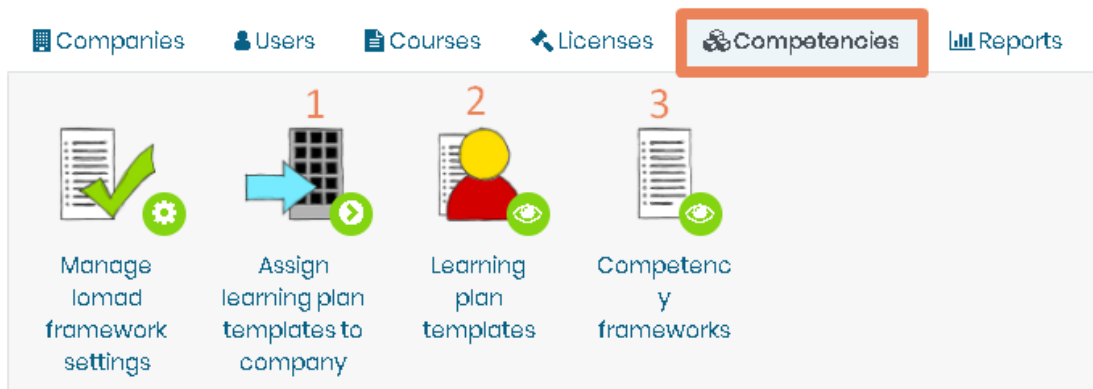 Companies Users Courses Licenses Competencies Reports
1 2 3
Manage Assign Learning Competenc
Iomad learning plan plan y
framework templates to templates frameworks
settings company